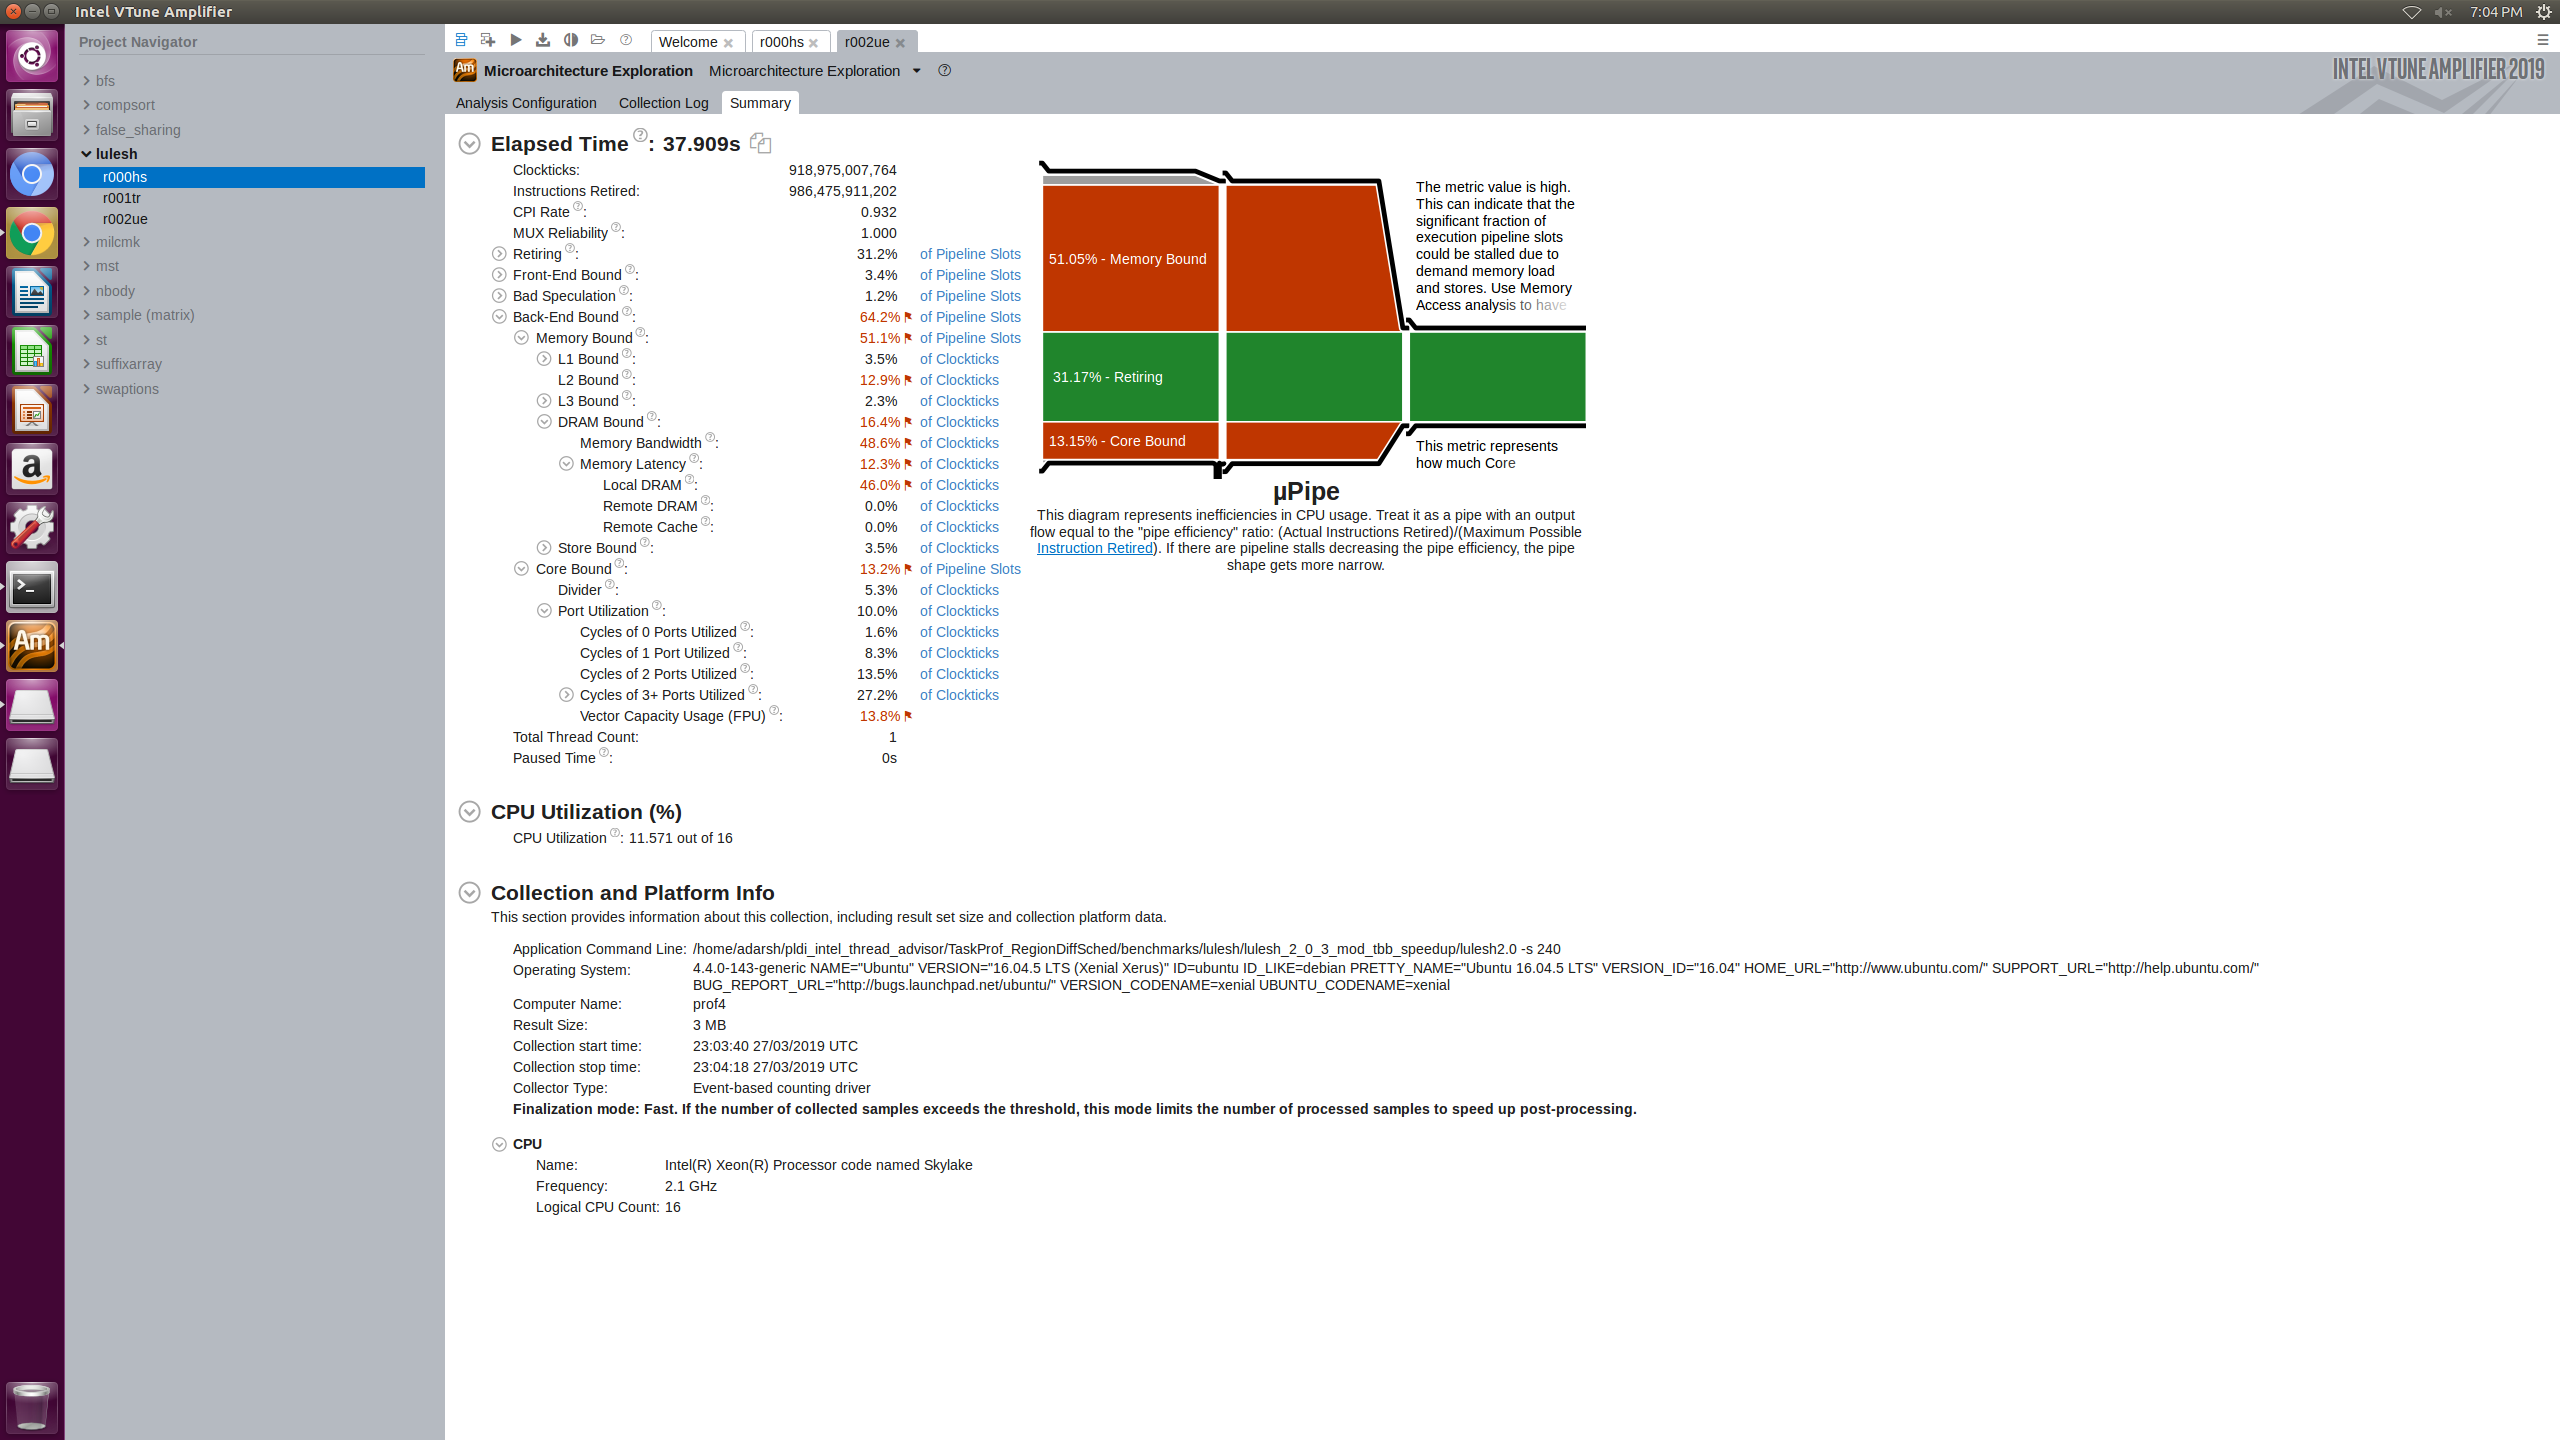 Intel VTune Amplifier
7:04 PM
Project Navigator
bfs
compsort
false_sharing
lulesh
r000hs
r001tr
r002ue
milcmk
mst
nbody
sample (matrix)
st
suffixarray
swaptions
Welcome
r000hs
r002ue
Am
Microarchitecture Exploration Microarchitecture Exploration
INTEL VTUNE AMPLIFIER 2019
Analysis Configuration Collection Log Summary
Elapsed Time: 37.909s
Clockticks: 918,975,007,764
Instructions Retired: 986,475,911,202
CPI Rate: 0.932
MUX Reliability: 1.000
Retiring: 31.2% of Pipeline Slots
Front-End Bound: 3.4% of Pipeline Slots
Bad Speculation: 1.2% of Pipeline Slots
Back-End Bound: 64.2% of Pipeline Slots
Memory Bound: 51.1% of Pipeline Slots
L1 Bound: 3.5% of Clockticks
L2 Bound: 12.9% of Clockticks
L3 Bound: 2.3% of Clockticks
DRAM Bound: 16.4% of Clockticks
Memory Bandwidth: 48.6% of Clockticks
Memory Latency: 12.3% of Clockticks
Local DRAM: 46.0% of Clockticks
Remote DRAM: 0.0% of Clockticks
Remote Cache: 0.0% of Clockticks
Store Bound: 3.5% of Clockticks
Core Bound: 13.2% of Pipeline Slots
Divider: 5.3% of Clockticks
Port Utilization: 10.0% of Clockticks
Cycles of 0 Ports Utilized: 1.6% of Clockticks
Cycles of 1 Port Utilized: 8.3% of Clockticks
Cycles of 2 Ports Utilized: 13.5% of Clockticks
Cycles of 3+ Ports Utilized: 27.2% of Clockticks
Vector Capacity Usage (FPU): 13.8%
Total Thread Count: 1
Paused Time: 0s
51.05% - Memory Bound
31.17% - Retiring
13.15% - Core Bound
The metric value is high.
This can indicate that the
significant fraction of
execution pipeline slots
could be stalled due to
demand memory load
and stores. Use Memory
Access analysis to have
This metric represents
how much Core
µPipe
This diagram represents inefficiencies in CPU usage. Treat it as a pipe with an output
flow equal to the "pipe efficiency" ratio: (Actual Instructions Retired)/(Maximum Possible
Instruction Retired). If there are pipeline stalls decreasing the pipe efficiency, the pipe
shape gets more narrow.
CPU Utilization (%)
CPU Utilization: 11.571 out of 16
Collection and Platform Info
This section provides information about this collection, including result set size and collection platform data.
Application Command Line: /home/adarsh/pldi_intel_thread_advisor/TaskProf_RegionDiffSched/benchmarks/lulesh/lulesh_2_0_3_mod_tbb_speedup/lulesh2.0 -s 240
Operating System: 4.4.0-143-generic NAME="Ubuntu" VERSION="16.04.5 LTS (Xenial Xerus)" ID=ubuntu ID_LIKE=debian PRETTY_NAME="Ubuntu 16.04.5 LTS" VERSION_ID="16.04" HOME_URL="http://www.ubuntu.com/" SUPPORT_URL="http://help.ubuntu.com/"
BUG_REPORT_URL="http://bugs.launchpad.net/ubuntu/" VERSION_CODENAME=xenial UBUNTU_CODENAME=xenial
Computer Name: prof4
Result Size: 3 MB
Collection start time: 23:03:40 27/03/2019 UTC
Collection stop time: 23:04:18 27/03/2019 UTC
Collector Type: Event-based counting driver
Finalization mode: Fast. If the number of collected samples exceeds the threshold, this mode limits the number of processed samples to speed up post-processing.
CPU
Name: Intel(R) Xeon(R) Processor code named Skylake
Frequency: 2.1 GHz
Logical CPU Count: 16
a
Am